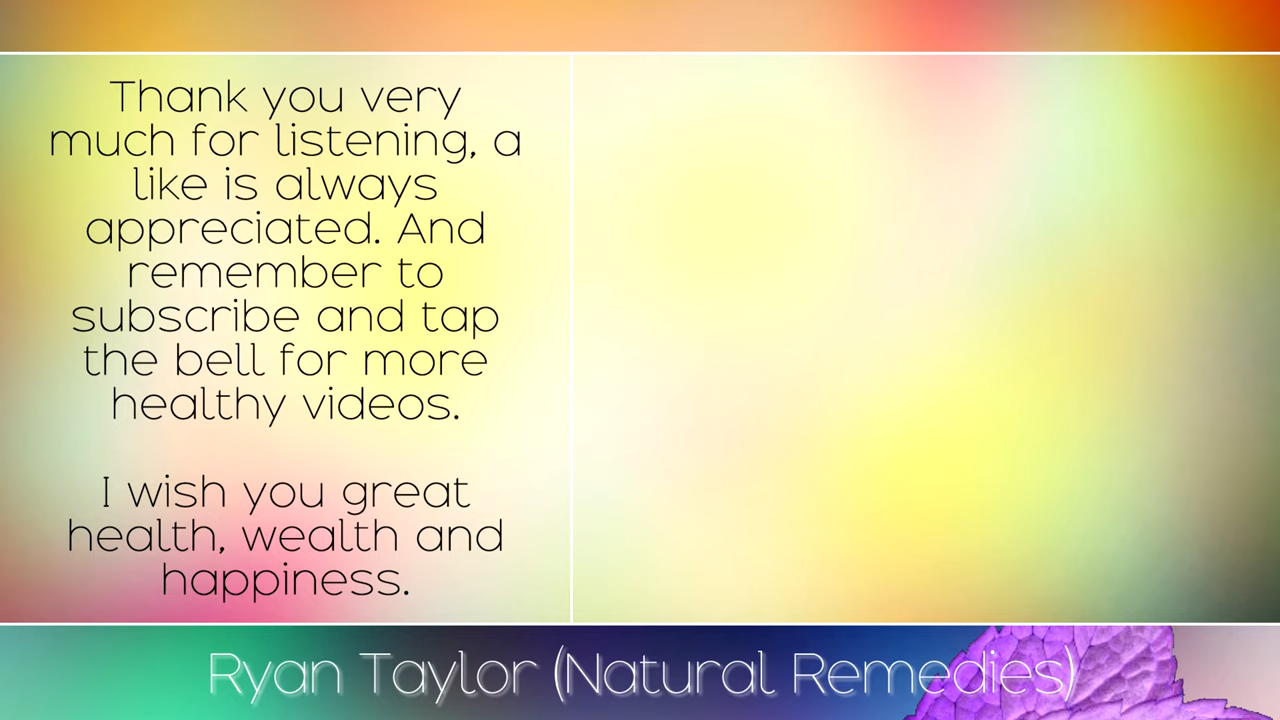 Thank you very
much for listening, a
like is always
appreciated. And
remember to
subscribe and tap
the bell for more
healthy videos.
I wish you great
health, wealth and
happiness.
Ryan Taylor (Natural Remedies)